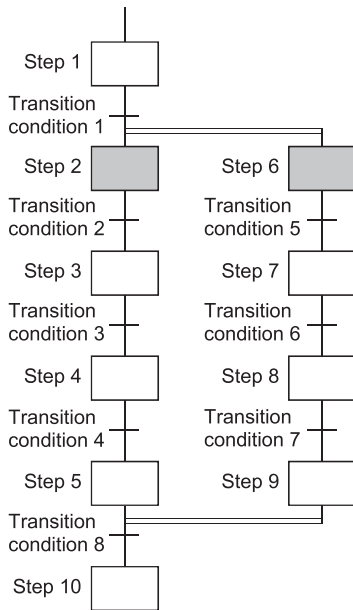 Step 1
Transition
condition 1
Step 2
Step 6
Transition
condition 2
Transition
condition 5
Step 3
Step 7
Transition
condition 3
Transition
condition 6
Step 4
Step 8
Transition
condition 4
Transition
condition 7
Step 5
Step 9
Transition
condition 8
Step 10